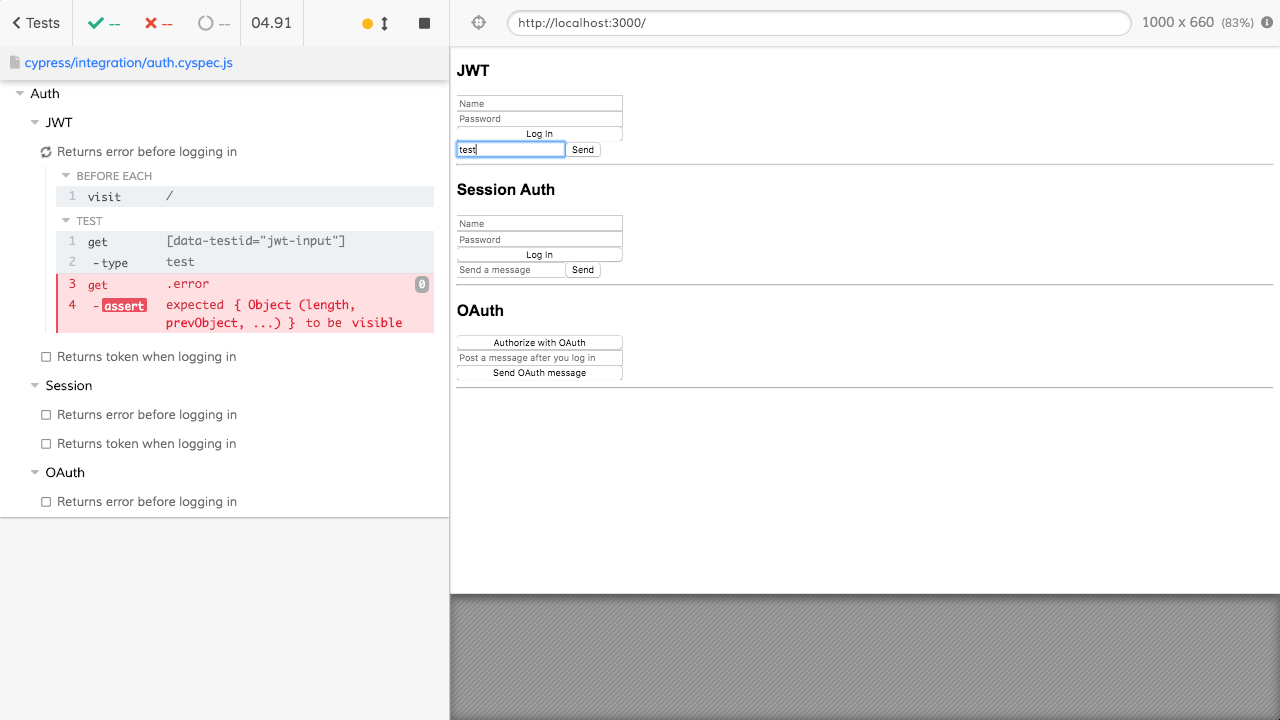 Tests -- -- -- 04.91
cypress/integration/auth.cyspec.js
Auth
JWT
Returns error before logging in
BEFORE EACH
1 visit /
TEST
1 get [data-testid="jwt-input"]
2 -type test
3 get .error 0
4 -assert expected { Object (length,
prevObject, ...) } to be visible
Returns token when logging in
Session
Returns error before logging in
Returns token when logging in
OAuth
Returns error before logging in
http://localhost:3000/ 1000 x 660 (83%)
JWT
Name
Password
Log In
test Send
Session Auth
Name
Password
Log In
Send a message Send
OAuth
Authorize with OAuth
Post a message after you log in
Send OAuth message